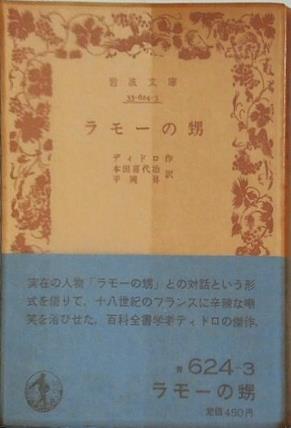 岩波文庫
33-624-3
ラモーの甥
ディドロ作
本田喜代治
平岡昇 訳
実在の人物「ラモーの甥」との対話という形
式を借りて、十八世紀のフランスに辛辣な嘲
笑を浴びせた、百科全書学者ディドロの傑作。
青 624-3
ラモーの甥
定価450円